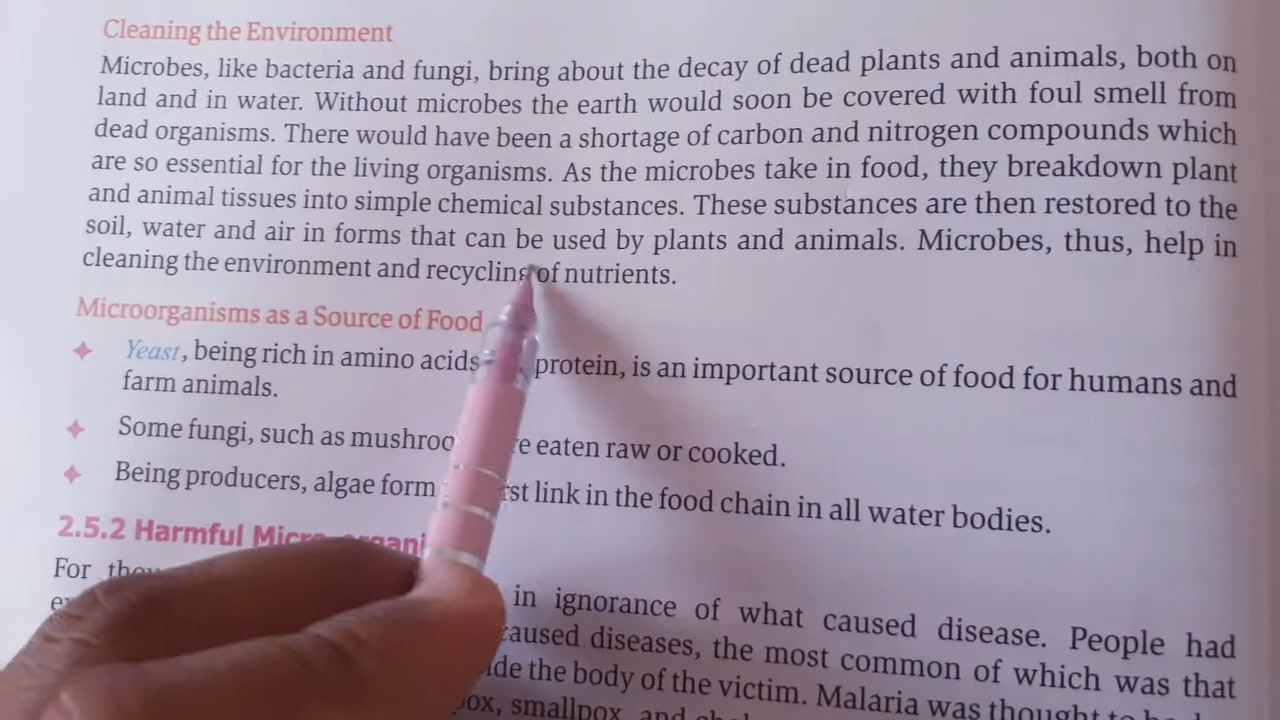 Cleaning the Environment
Microbes, like bacteria and fungi, bring about the decay of dead plants and animals, both on
land and in water. Without microbes the earth would soon be covered with foul smell from
dead organisms. There would have been a shortage of carbon and nitrogen compounds which
are so essential for the living organisms. As the microbes take in food, they breakdown plant
and animal tissues into simple chemical substances. These substances are then restored to the
soil, water and air in forms that can be used by plants and animals. Microbes, thus, help in
cleaning the environment and recycling of nutrients.
Microorganisms as a Source of Food
Yeast, being rich in amino acids protein, is an important source of food for humans and
farm animals.
Some fungi, such as eaten raw or cooked.
Being producers, algae form link in the food chain in all water bodies.
2.5.2 Harmful
For in ignorance of what caused disease. People had
caused diseases, the most common of which was that
the body of the victim. Malaria was thought
smallpox, and